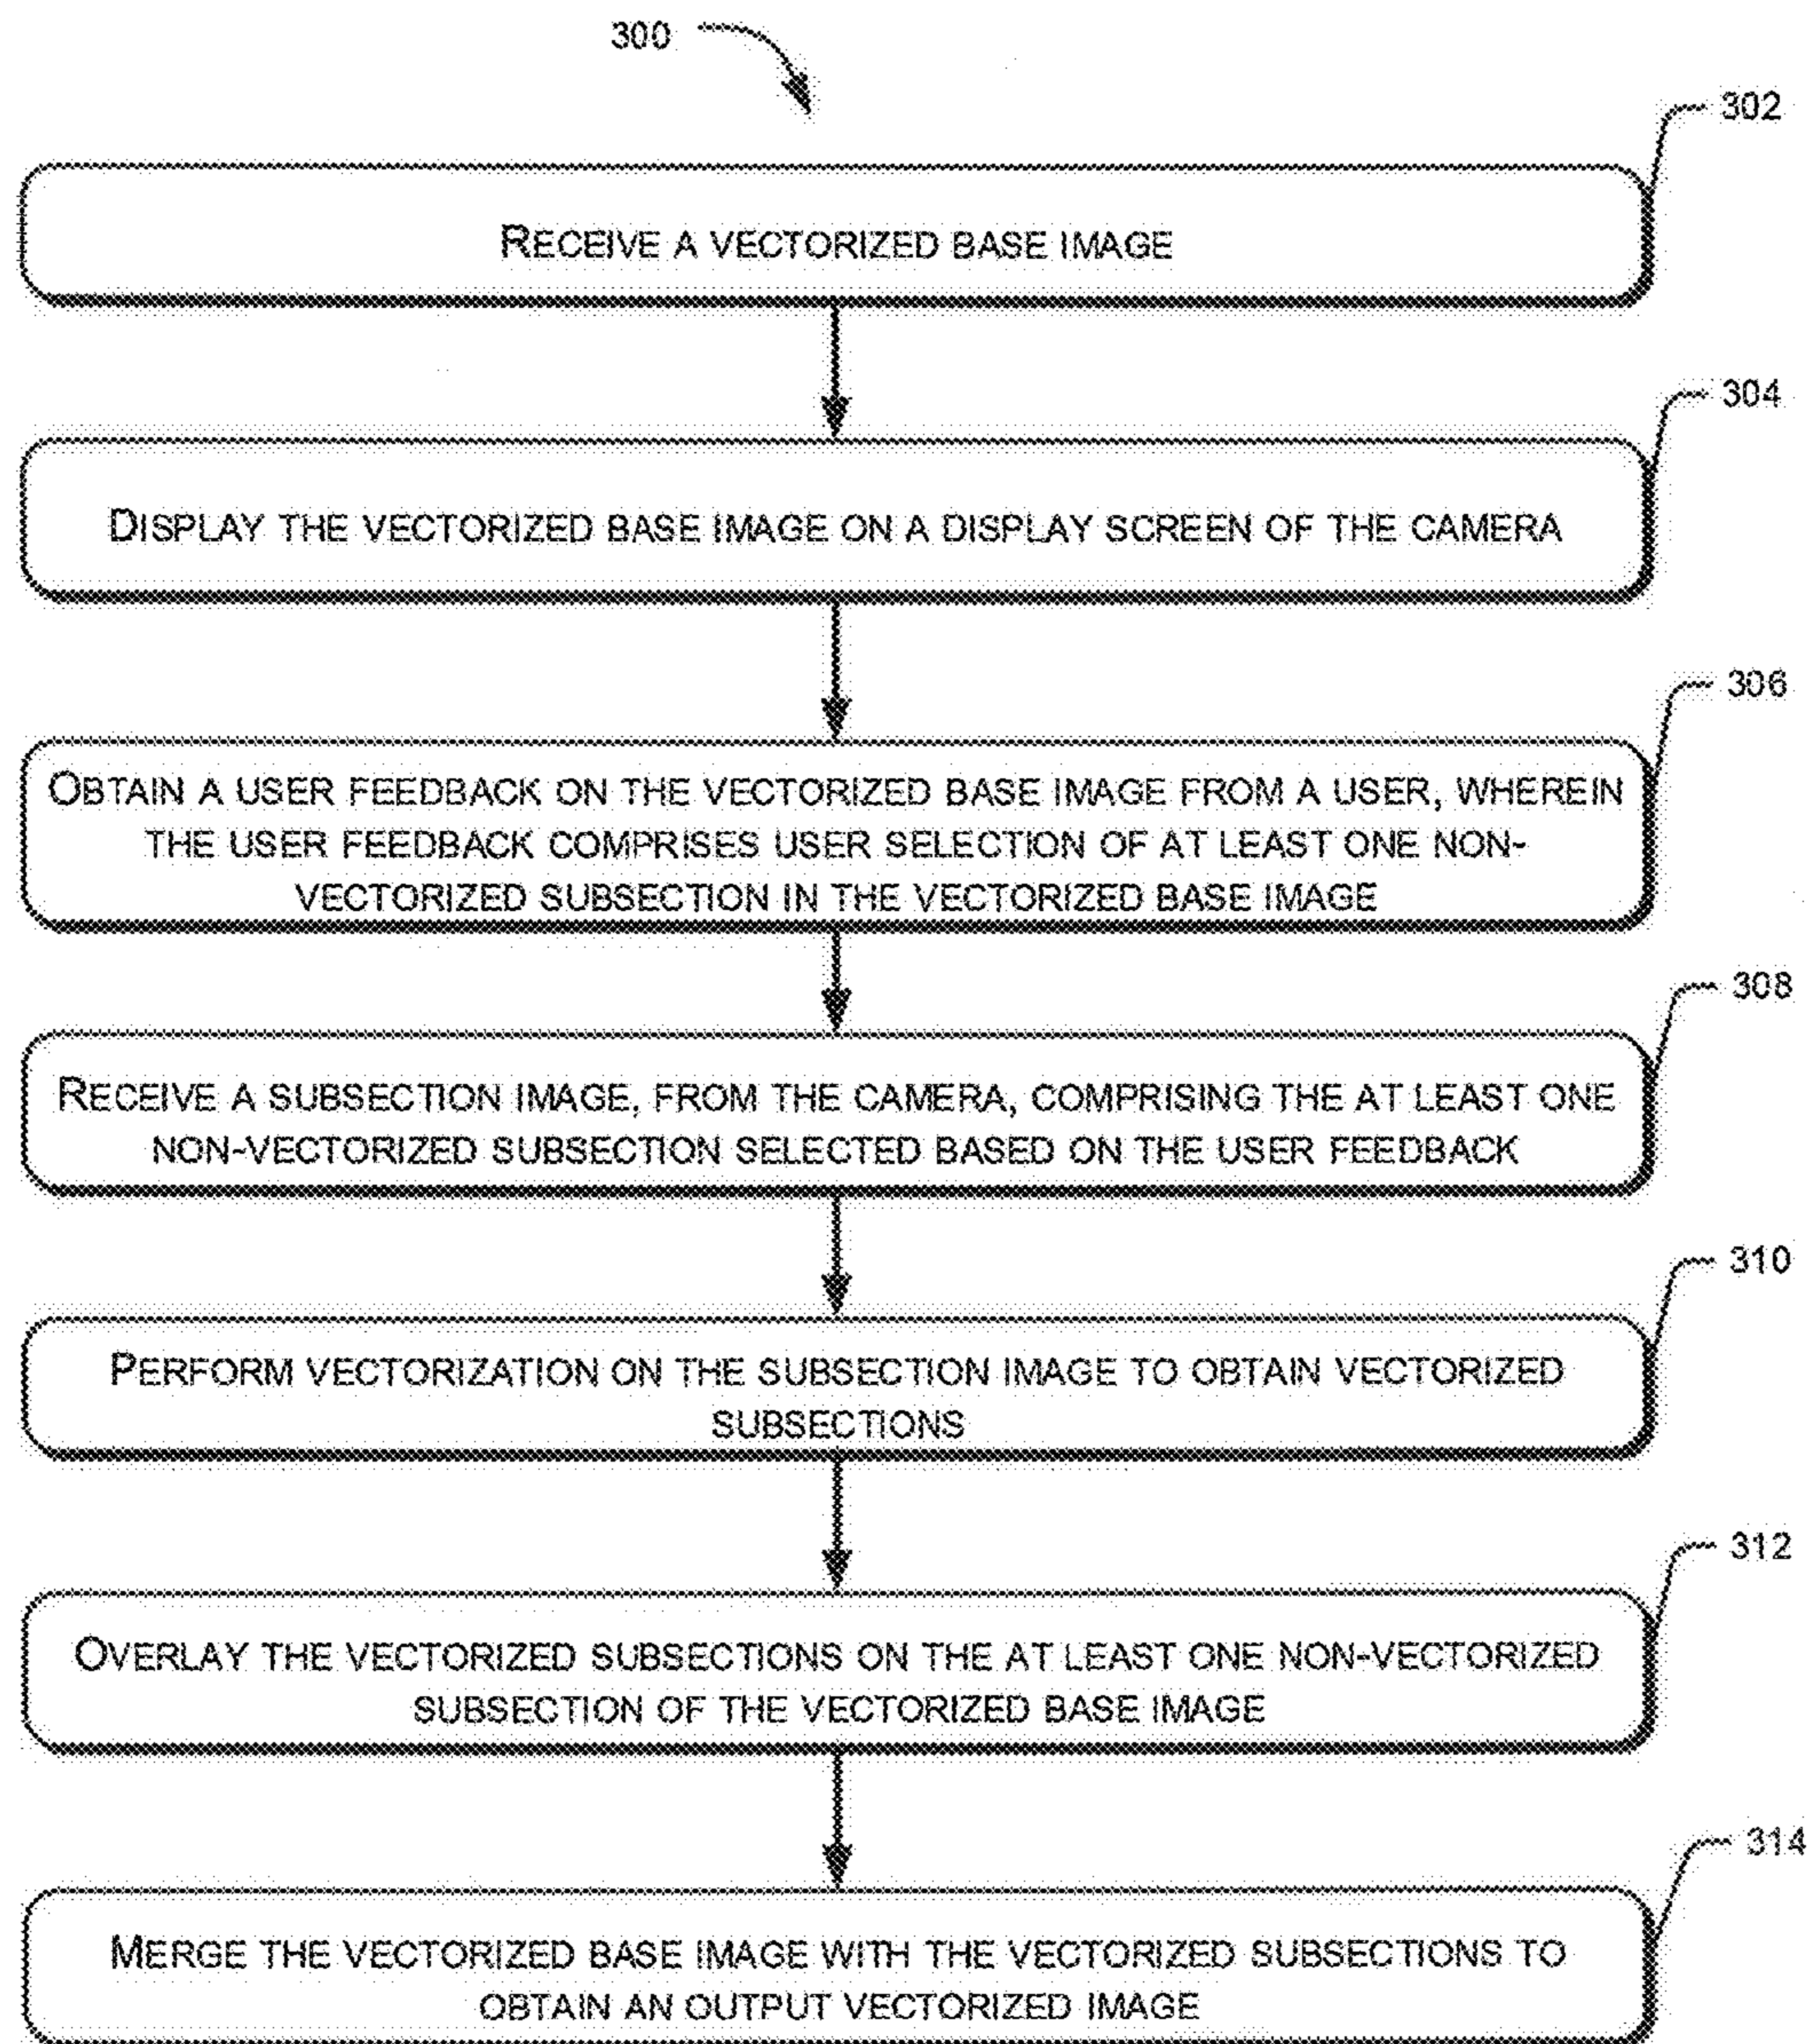 300
302
RECEIVE A VECTORIZED BASE IMAGE
304
DISPLAY THE VECTORIZED BASE IMAGE ON A DISPLAY SCREEN OF THE CAMERA
306
OBTAIN A USER FEEDBACK ON THE VECTORIZED BASE IMAGE FROM A USER, WHEREIN
THE USER FEEDBACK COMPRISES USER SELECTION OF AT LEAST ONE NON-
VECTORIZED SUBSECTION IN THE VECTORIZED BASE IMAGE
308
RECEIVE A SUBSECTION IMAGE, FROM THE CAMERA, COMPRISING THE AT LEAST ONE
NON-VECTORIZED SUBSECTION SELECTED BASED ON THE USER FEEDBACK
310
PERFORM VECTORIZATION ON THE SUBSECTION IMAGE TO OBTAIN VECTORIZED
SUBSECTIONS
312
OVERLAY THE VECTORIZED SUBSECTIONS ON THE AT LEAST ONE NON-VECTORIZED
SUBSECTION OF THE VECTORIZED BASE IMAGE
314
MERGE THE VECTORIZED BASE IMAGE WITH THE VECTORIZED SUBSECTIONS TO
OBTAIN AN OUTPUT VECTORIZED IMAGE